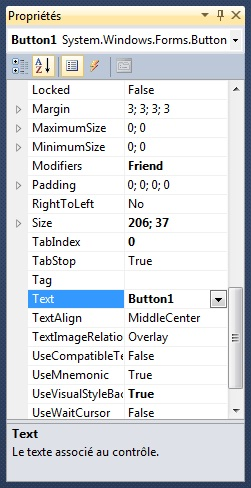 Propriétés
Button1 System.Windows.Forms.Button
Locked False
Margin 3; 3; 3; 3
MaximumSize 0; 0
MinimumSize 0; 0
Modifiers Friend
Padding 0; 0; 0; 0
RightToLeft No
Size 206; 37
TabIndex 0
TabStop True
Tag
Text Button1
TextAlign MiddleCenter
TextImageRelatio Overlay
UseCompatibleTe False
UseMnemonic True
UseVisualStyleBac True
UseWaitCursor False
Text
Le texte associé au contrôle.